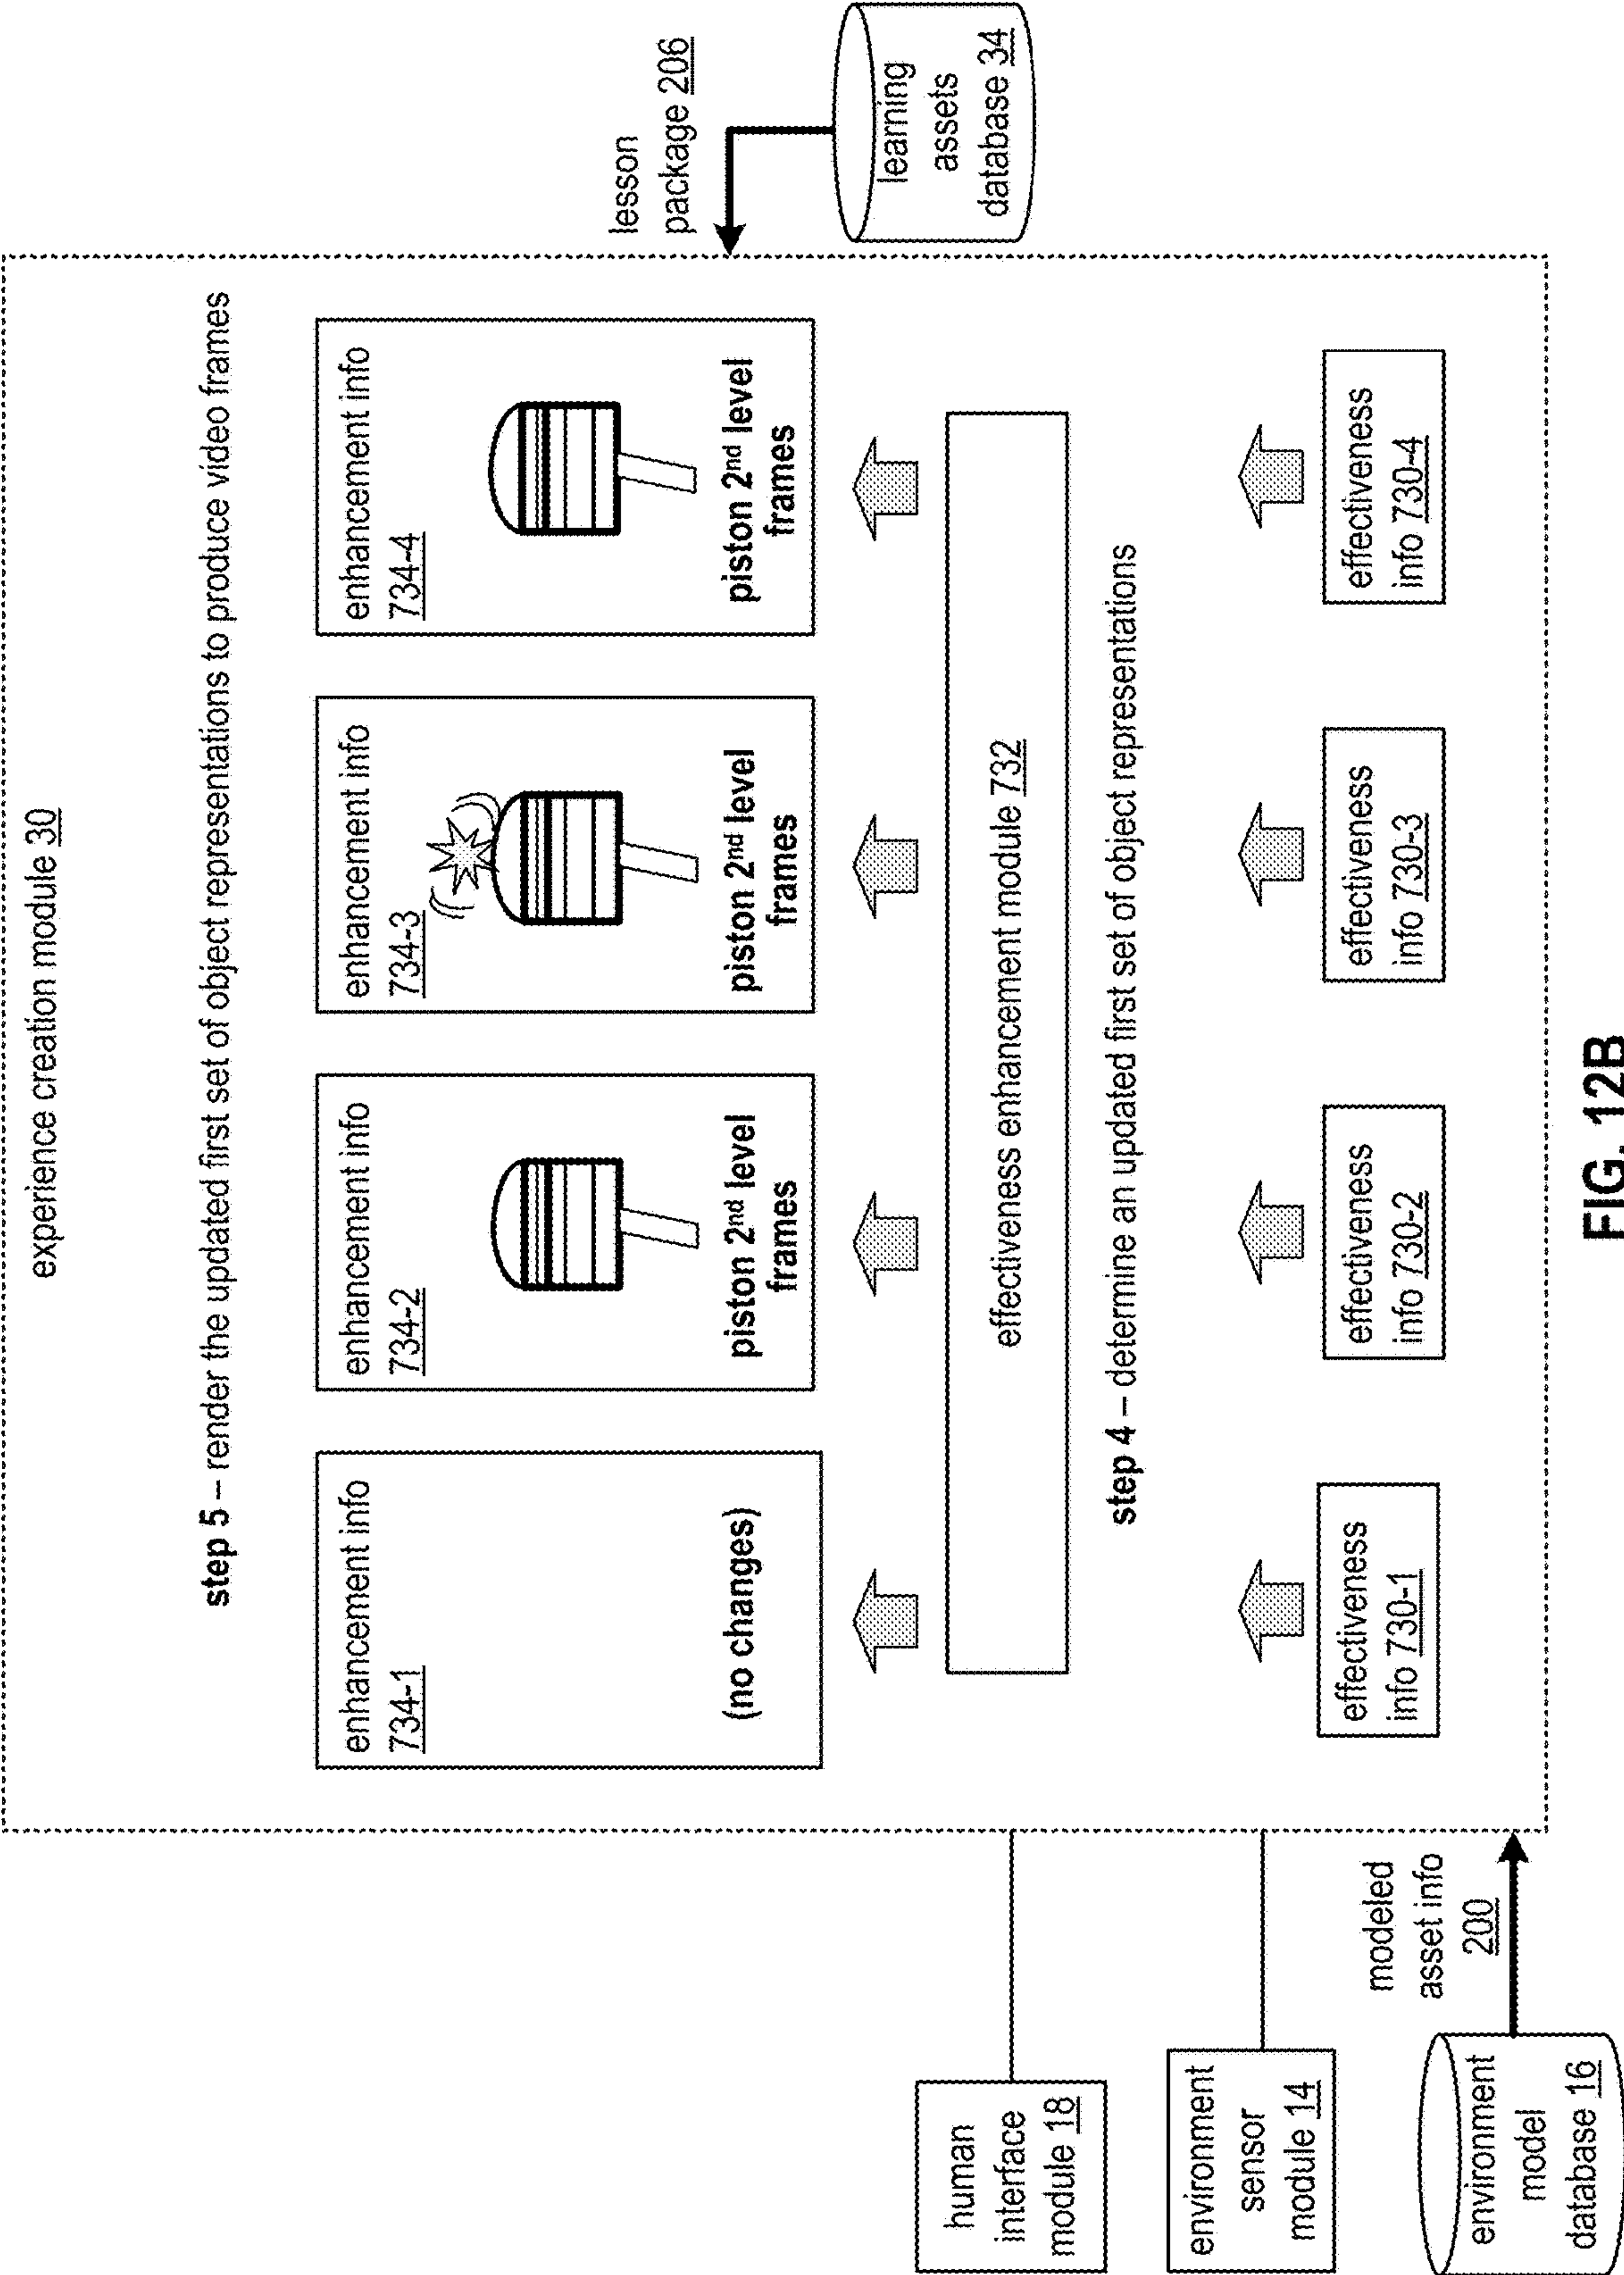 experience creation module 30
step 5 – render the updated first set of object representations to produce video frames
enhancement info
734-1
(no changes)
enhancement info
734-2
piston 2nd level
frames
enhancement info
734-3
piston 2nd level
frames
enhancement info
734-4
piston 2nd level
frames
lesson
package 206
learning
assets
database 34
effectiveness enhancement module 732
step 4 – determine an updated first set of object representations
effectiveness
info 730-1
effectiveness
info 730-2
effectiveness
info 730-3
effectiveness
info 730-4
human
interface
module 18
environment
sensor
module 14
modeled
asset info
200
environment
model
database 16
FIG. 12B